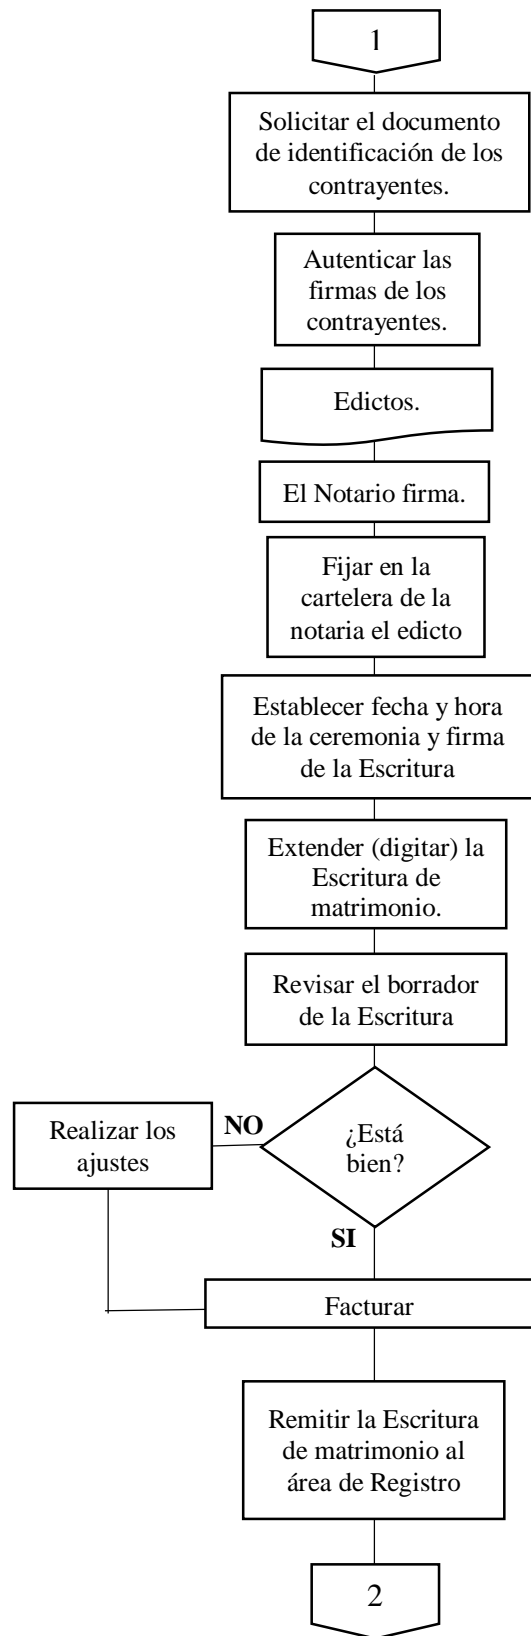 1
Solicitar el documento
de identificación de los
contrayentes.
Autenticar las
firmas de los
contrayentes.
Edictos.
El Notario firma.
Fijar en la
cartelera de la
notaria el edicto
Establecer fecha y hora
de la ceremonia y firma
de la Escritura
Extender (digitar) la
Escritura de
matrimonio.
Revisar el borrador
de la Escritura
¿Está
bien?
NO
Realizar los
ajustes
SI
Facturar
Remitir la Escritura
de matrimonio al
área de Registro
2